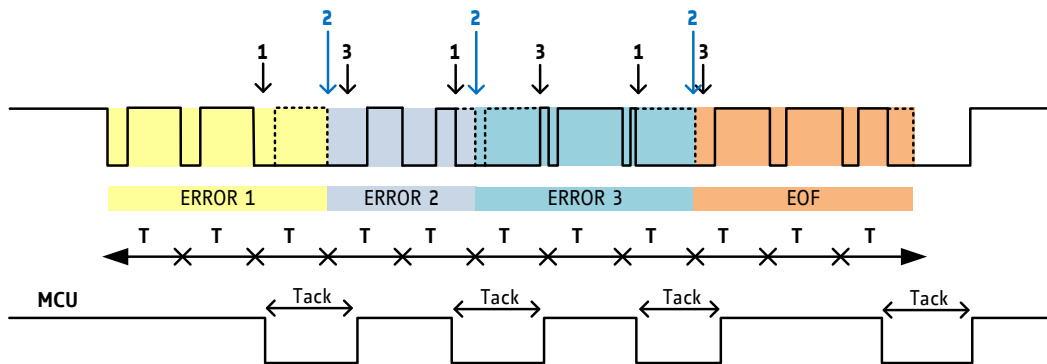 2 2 2
1 3 1 3 1 3
ERROR 1 ERROR 2 ERROR 3 EOF
T T T T T T T T T T T
MCU Tack Tack Tack Tack